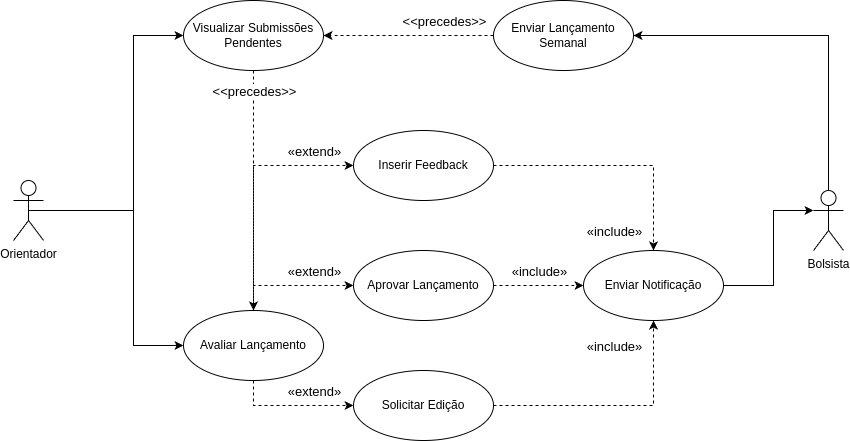 Visualizar Submissões
Pendentes
<<precedes>>
Enviar Lançamento
Semanal
<<precedes>>
«extend»
Inserir Feedback
Orientador
«include»
Bolsista
«extend»
Aprovar Lançamento
«include»
Enviar Notificação
Avaliar Lançamento
«include»
«extend»
Solicitar Edição